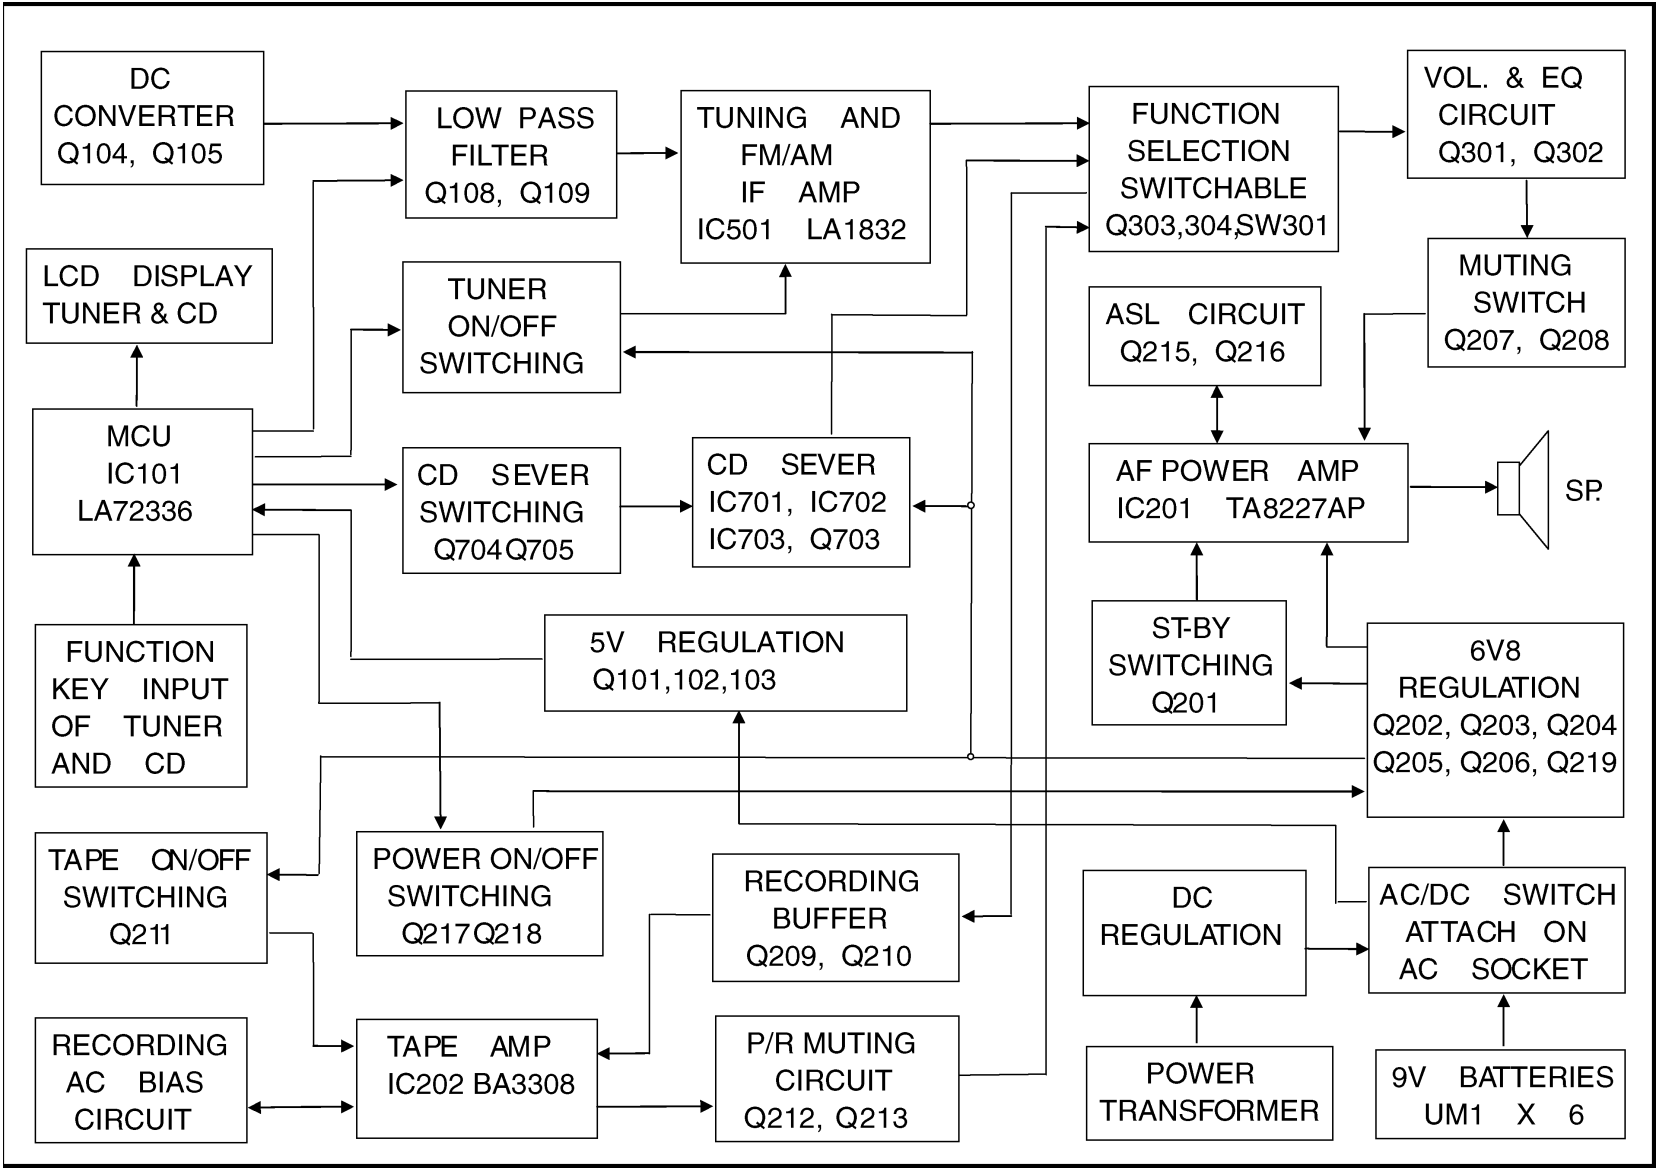 DC
CONVERTER
Q104, Q105
LOW PASS
FILTER
Q108, Q109
TUNING AND
FM/AM
IF AMP
IC501 LA1832
FUNCTION
SELECTION
SWITCHABLE
Q303,304,SW301
VOL. & EQ
CIRCUIT
Q301, Q302
LCD DISPLAY
TUNER & CD
TUNER
ON/OFF
SWITCHING
ASL CIRCUIT
Q215, Q216
MUTING
SWITCH
Q207, Q208
MCU
IC101
LA72336
CD SEVER
SWITCHING
Q704Q705
CD SEVER
IC701, IC702
IC703, Q703
AF POWER AMP
IC201 TA8227AP
SP.
FUNCTION
KEY INPUT
OF TUNER
AND CD
5V REGULATION
Q101,102,103
ST-BY
SWITCHING
Q201
6V8
REGULATION
Q202, Q203, Q204
Q205, Q206, Q219
TAPE ON/OFF
SWITCHING
Q211
POWER ON/OFF
SWITCHING
Q217Q218
RECORDING
BUFFER
Q209, Q210
DC
REGULATION
AC/DC SWITCH
ATTACH ON
AC SOCKET
RECORDING
AC BIAS
CIRCUIT
TAPE AMP
IC202 BA3308
P/R MUTING
CIRCUIT
Q212, Q213
POWER
TRANSFORMER
9V BATTERIES
UM1 X 6